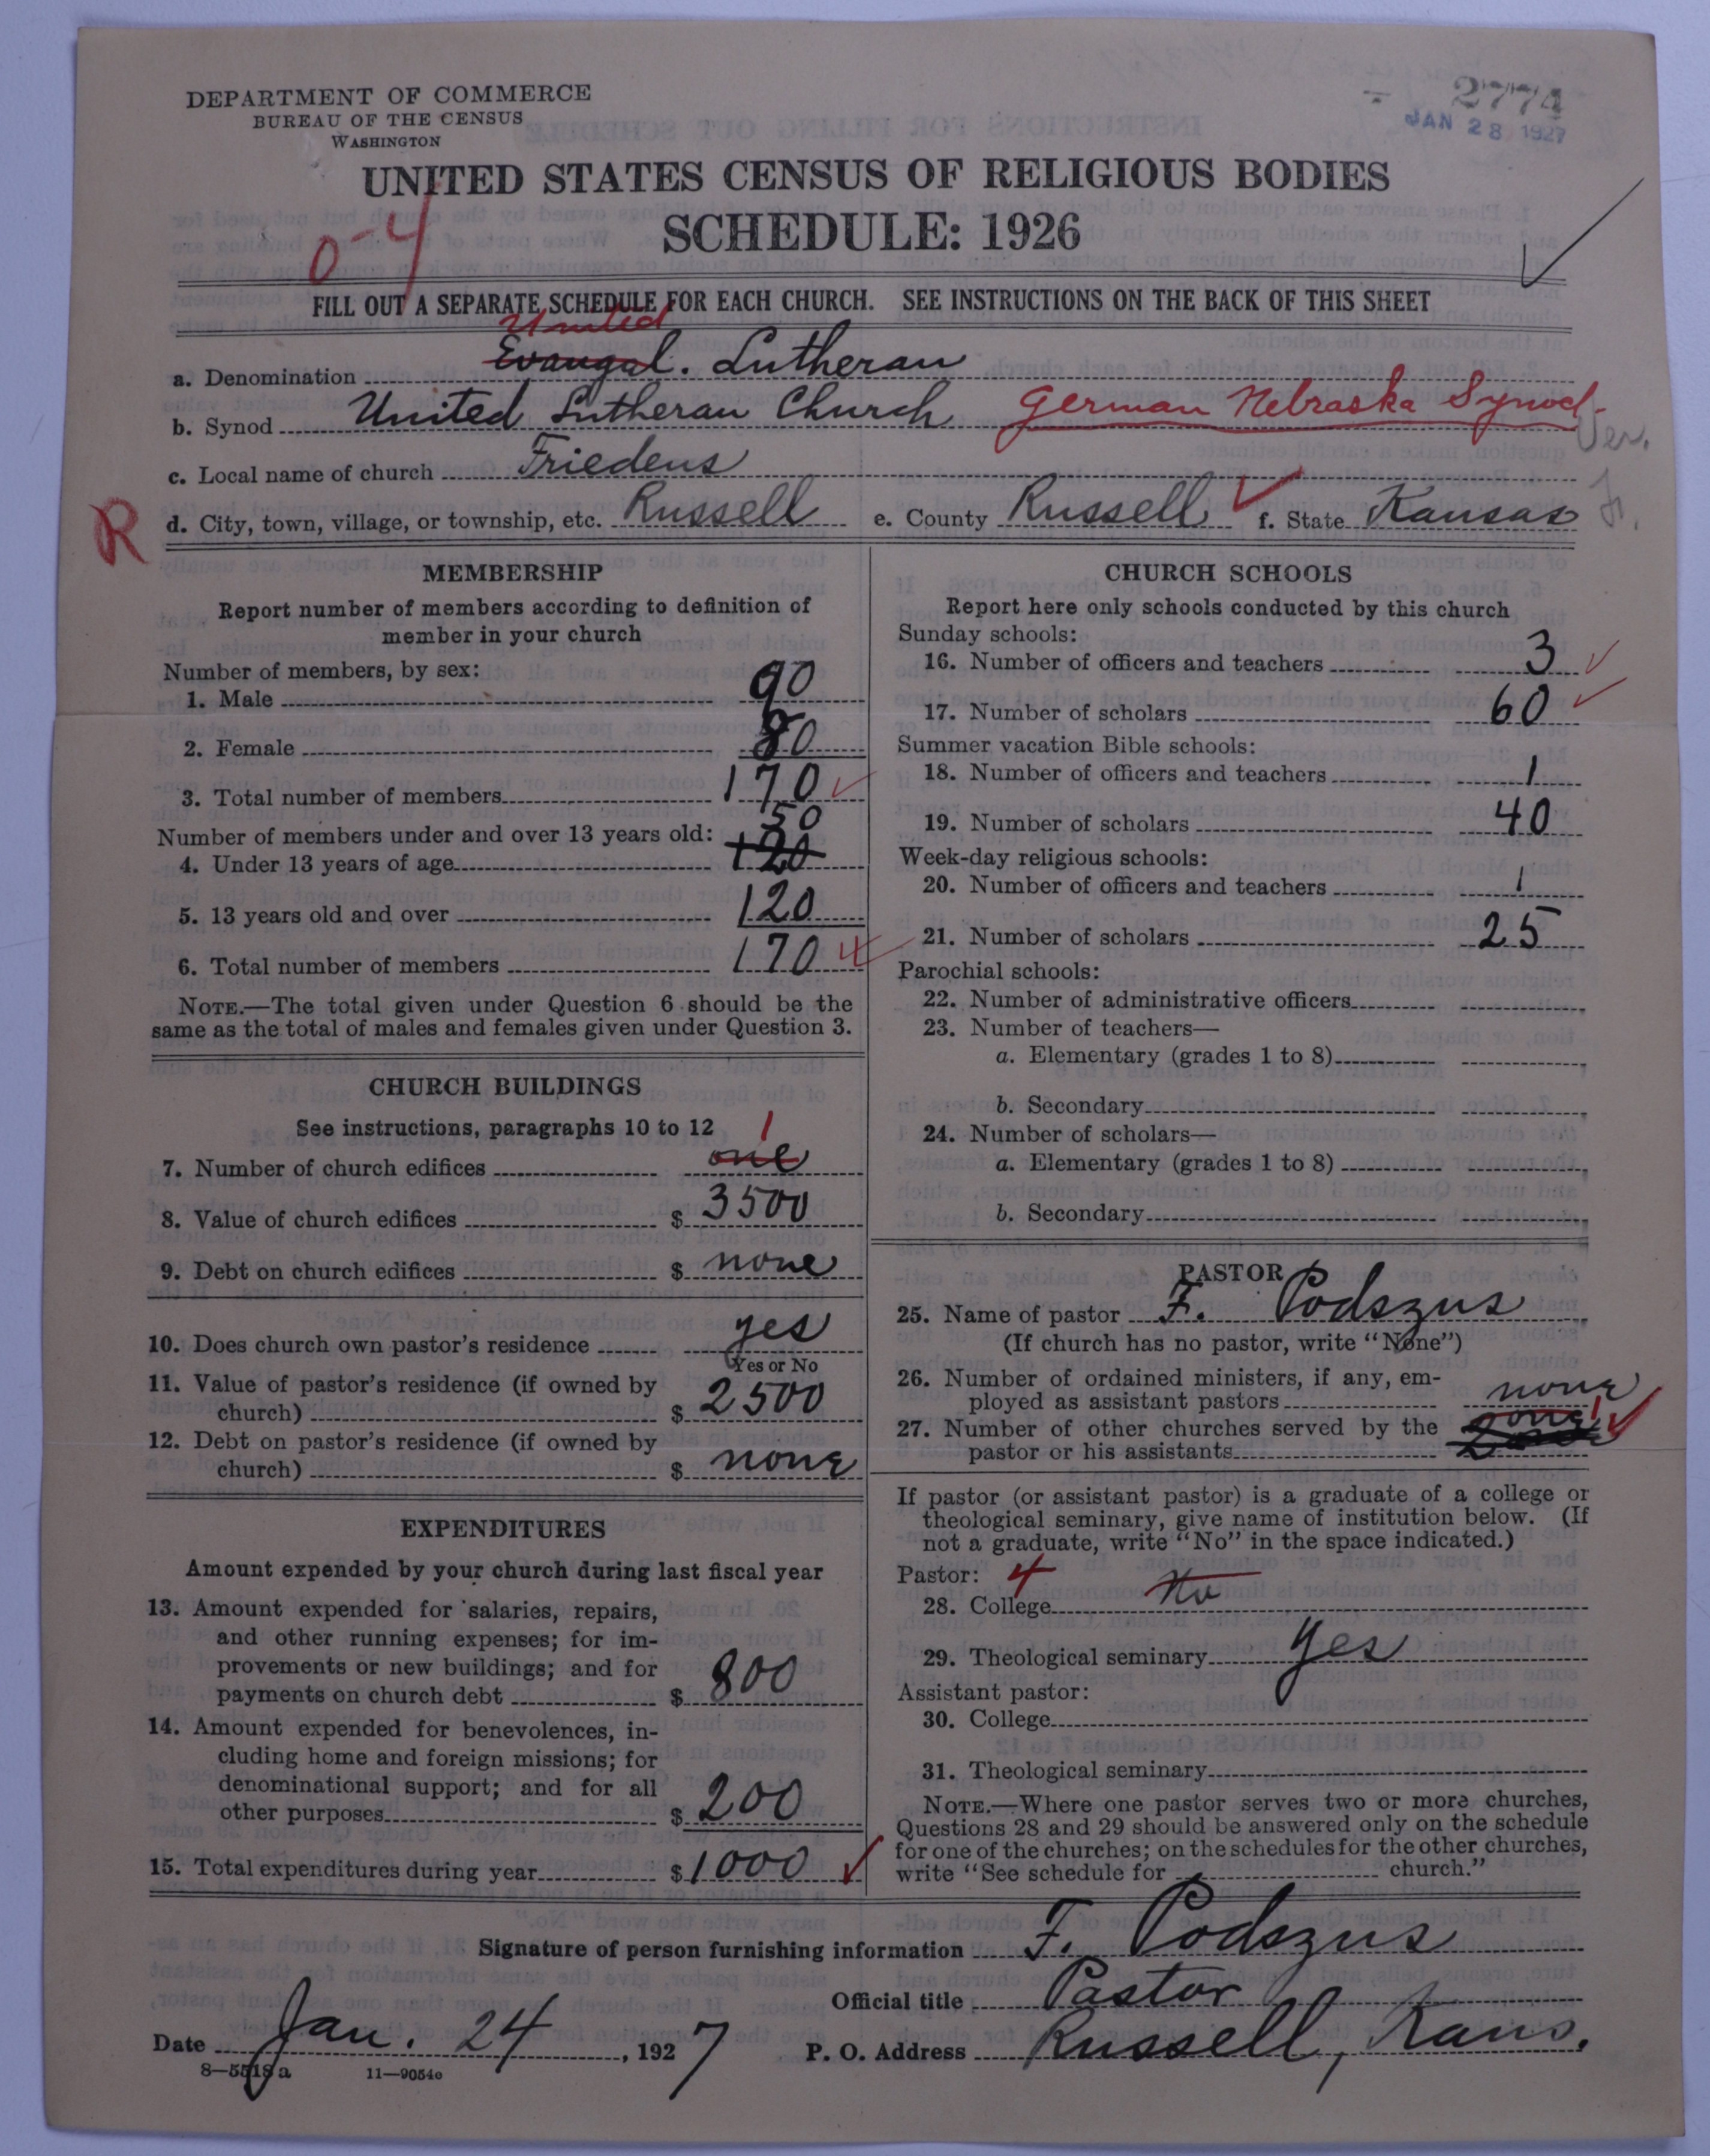 DEPARTMENT OF COMMERCE
BUREAU OF THE CENSUS
WASHINGTON
2774
JAN 28 1927
UNITED STATES CENSUS OF RELIGIOUS BODIES
SCHEDULE: 1926
0-4
FILL OUT A SEPARATE SCHEDULE FOR EACH CHURCH. SEE INSTRUCTIONS ON THE BACK OF THIS SHEET
United
a. Denomination Evangel. Lutheran
b. Synod United Lutheran Church German Nebraska Synod.
Ver.
c. Local name of church Friedens
R d. City, town, village, or township, etc. Russell e. County Russell f. State Kansas
MEMBERSHIP
Report number of members according to definition of
member in your church
Number of members, by sex:
1. Male 90
2. Female 80
3. Total number of members 170
50
Number of members under and over 13 years old:
4. Under 13 years of age 120
5. 13 years old and over 120
6. Total number of members 170
NOTE.—The total given under Question 6 should be the
same as the total of males and females given under Question 3.
CHURCH BUILDINGS
See instructions, paragraphs 10 to 12
1
7. Number of church edifices one
8. Value of church edifices $ 3500
9. Debt on church edifices $ none
10. Does church own pastor's residence yes
Yes or No
11. Value of pastor's residence (if owned by
church) $ 2500
12. Debt on pastor's residence (if owned by
church) $ none
EXPENDITURES
Amount expended by your church during last fiscal year
13. Amount expended for salaries, repairs,
and other running expenses; for im-
provements or new buildings; and for
payments on church debt $ 800
14. Amount expended for benevolences, in-
cluding home and foreign missions; for
denominational support; and for all
other purposes $ 200
15. Total expenditures during year $ 1000
CHURCH SCHOOLS
Report here only schools conducted by this church
Sunday schools:
16. Number of officers and teachers 3
17. Number of scholars 60
Summer vacation Bible schools:
18. Number of officers and teachers 1
19. Number of scholars 40
Week-day religious schools:
20. Number of officers and teachers 1
21. Number of scholars 25
Parochial schools:
22. Number of administrative officers
23. Number of teachers—
a. Elementary (grades 1 to 8)
b. Secondary
24. Number of scholars—
a. Elementary (grades 1 to 8)
b. Secondary
PASTOR
25. Name of pastor F. Podszus
(If church has no pastor, write "None")
26. Number of ordained ministers, if any, em-
ployed as assistant pastors none
27. Number of other churches served by the
pastor or his assistants 1
If pastor (or assistant pastor) is a graduate of a college or
theological seminary, give name of institution below. (If
not a graduate, write "No" in the space indicated.)
Pastor: 4
28. College No
29. Theological seminary Yes
Assistant pastor:
30. College
31. Theological seminary
NOTE.—Where one pastor serves two or more churches,
Questions 28 and 29 should be answered only on the schedule
for one of the churches; on the schedules for the other churches,
write "See schedule for church."
Signature of person furnishing information F. Podszus
Official title Pastor
Date Jan. 24, 1927 P. O. Address Russell, Kans.
8—5518a 11—9054c